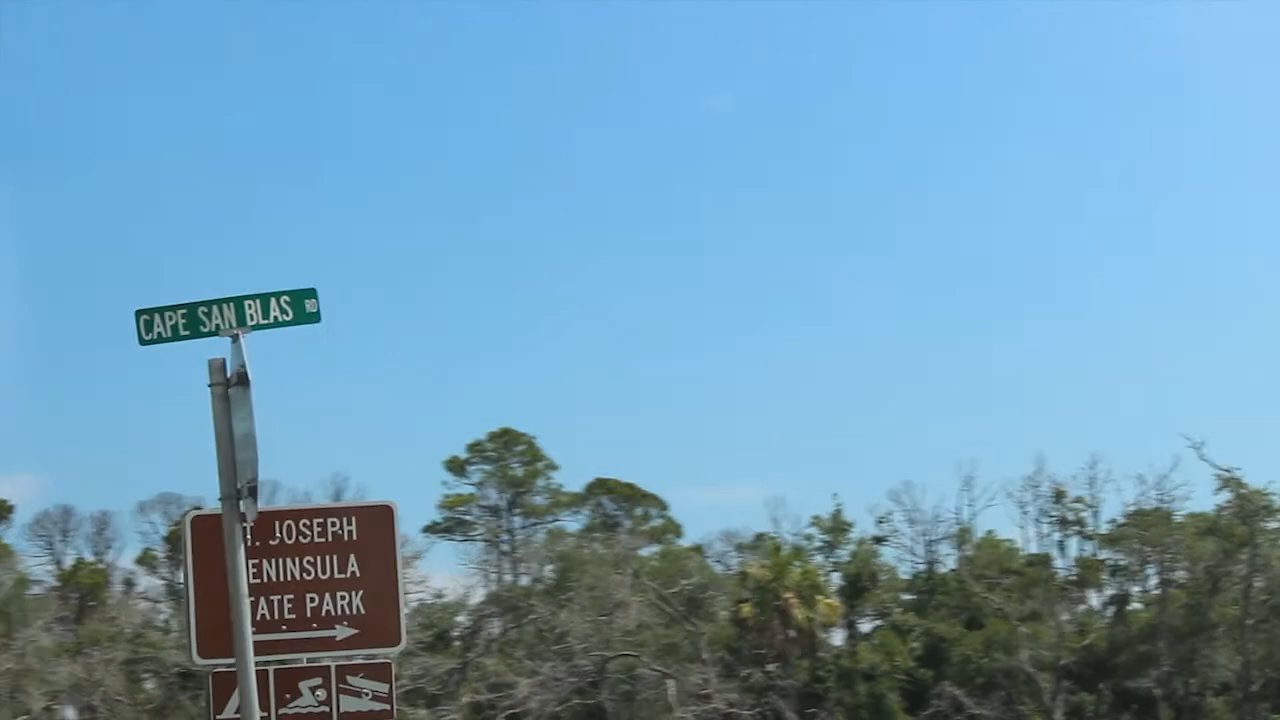 CAPE SAN BLAS RD
T. JOSEPH
ENINSULA
TATE PARK